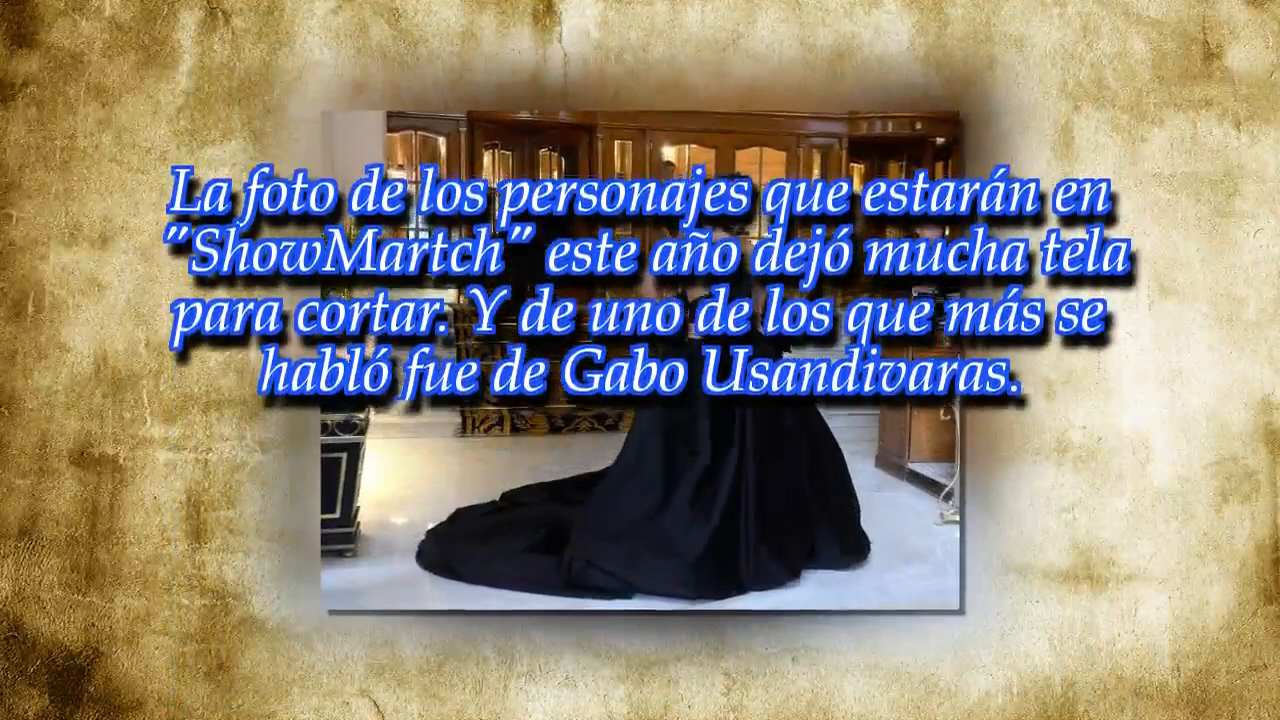 La foto de los personajes que estarán en
"ShowMartch" este año dejó mucha tela
para cortar. Y de uno de los que más se
habló fue de Gabo Usandivaras.